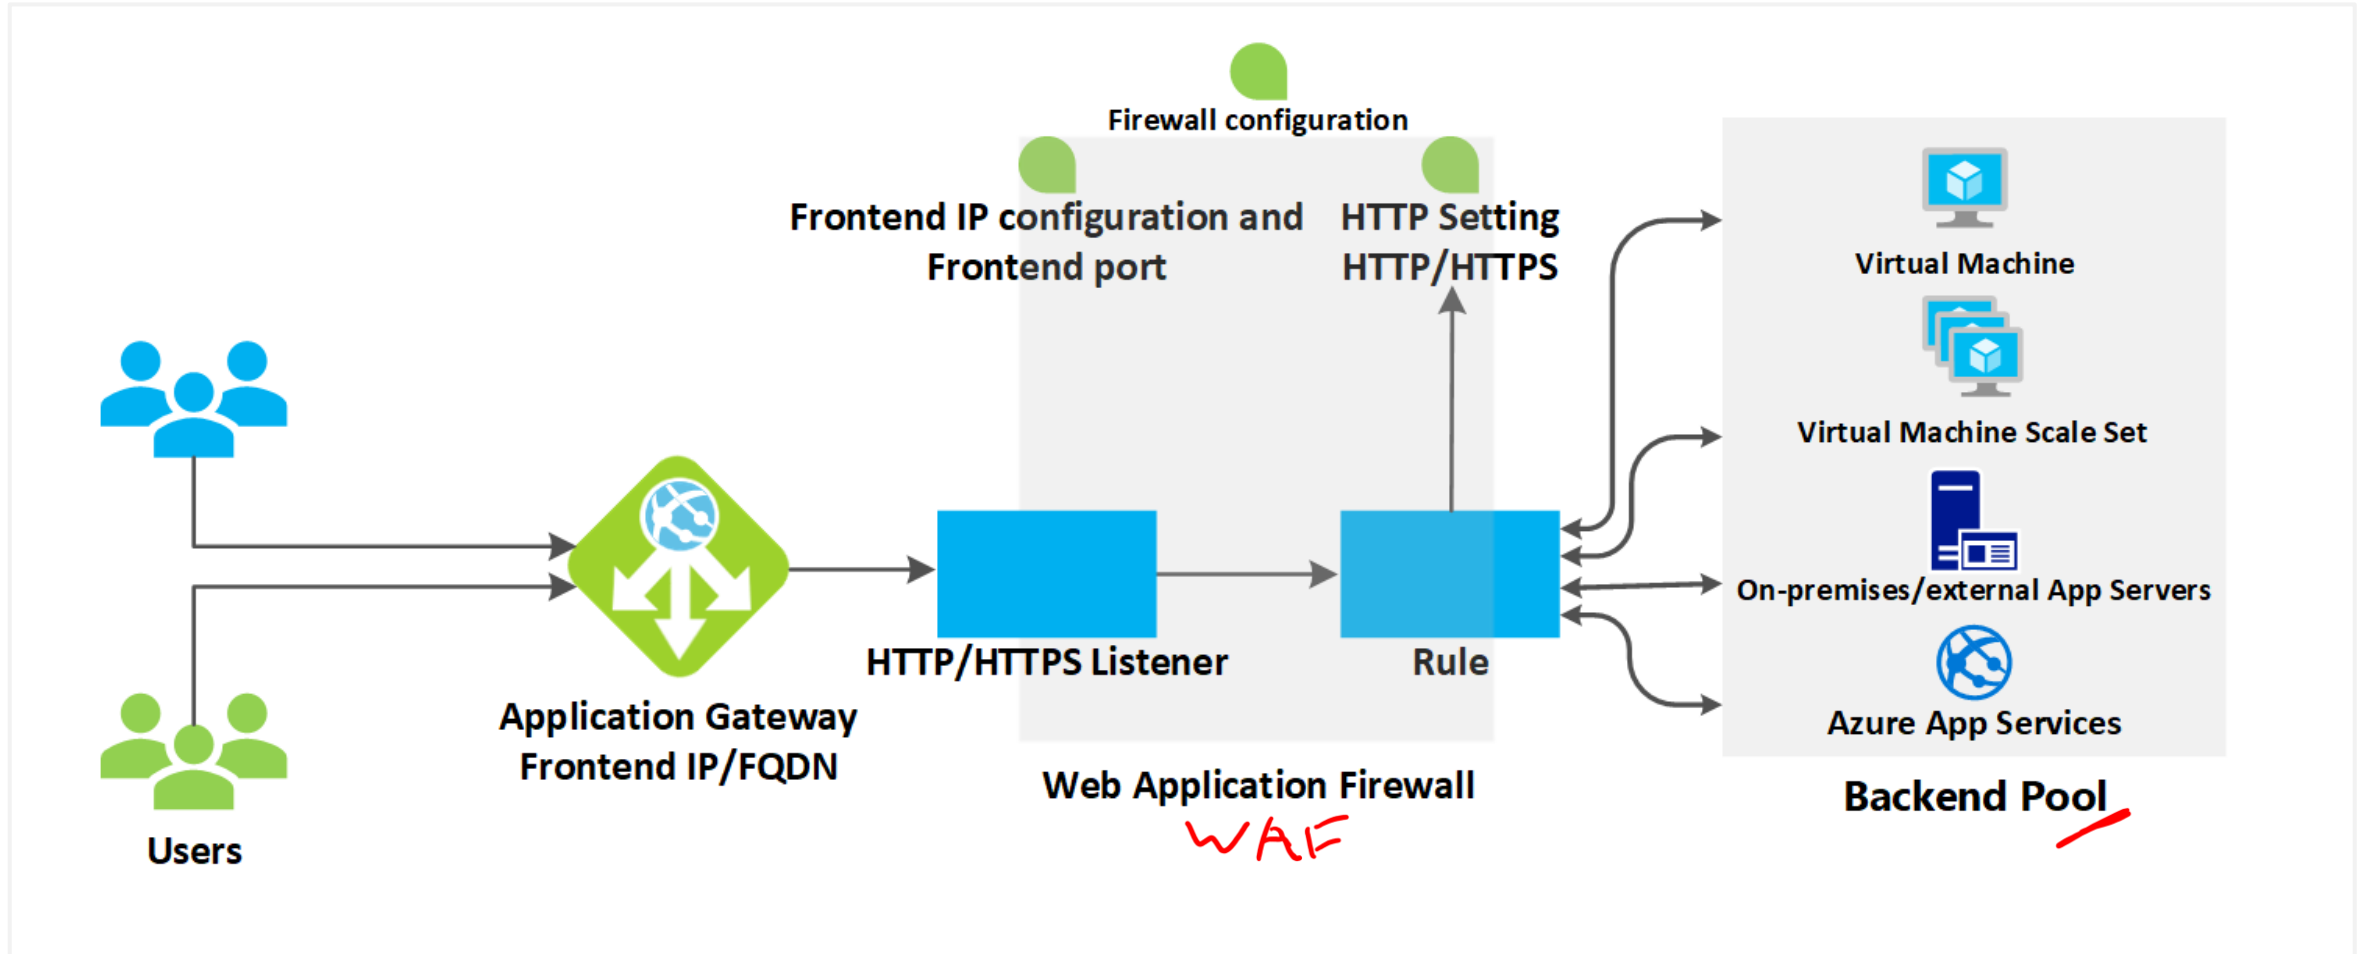 Firewall configuration
Frontend IP configuration and
Frontend port
HTTP Setting
HTTP/HTTPS
Virtual Machine
Virtual Machine Scale Set
On-premises/external App Servers
Azure App Services
Backend Pool
HTTP/HTTPS Listener
Rule
Application Gateway
Frontend IP/FQDN
Web Application Firewall
WAF
Users